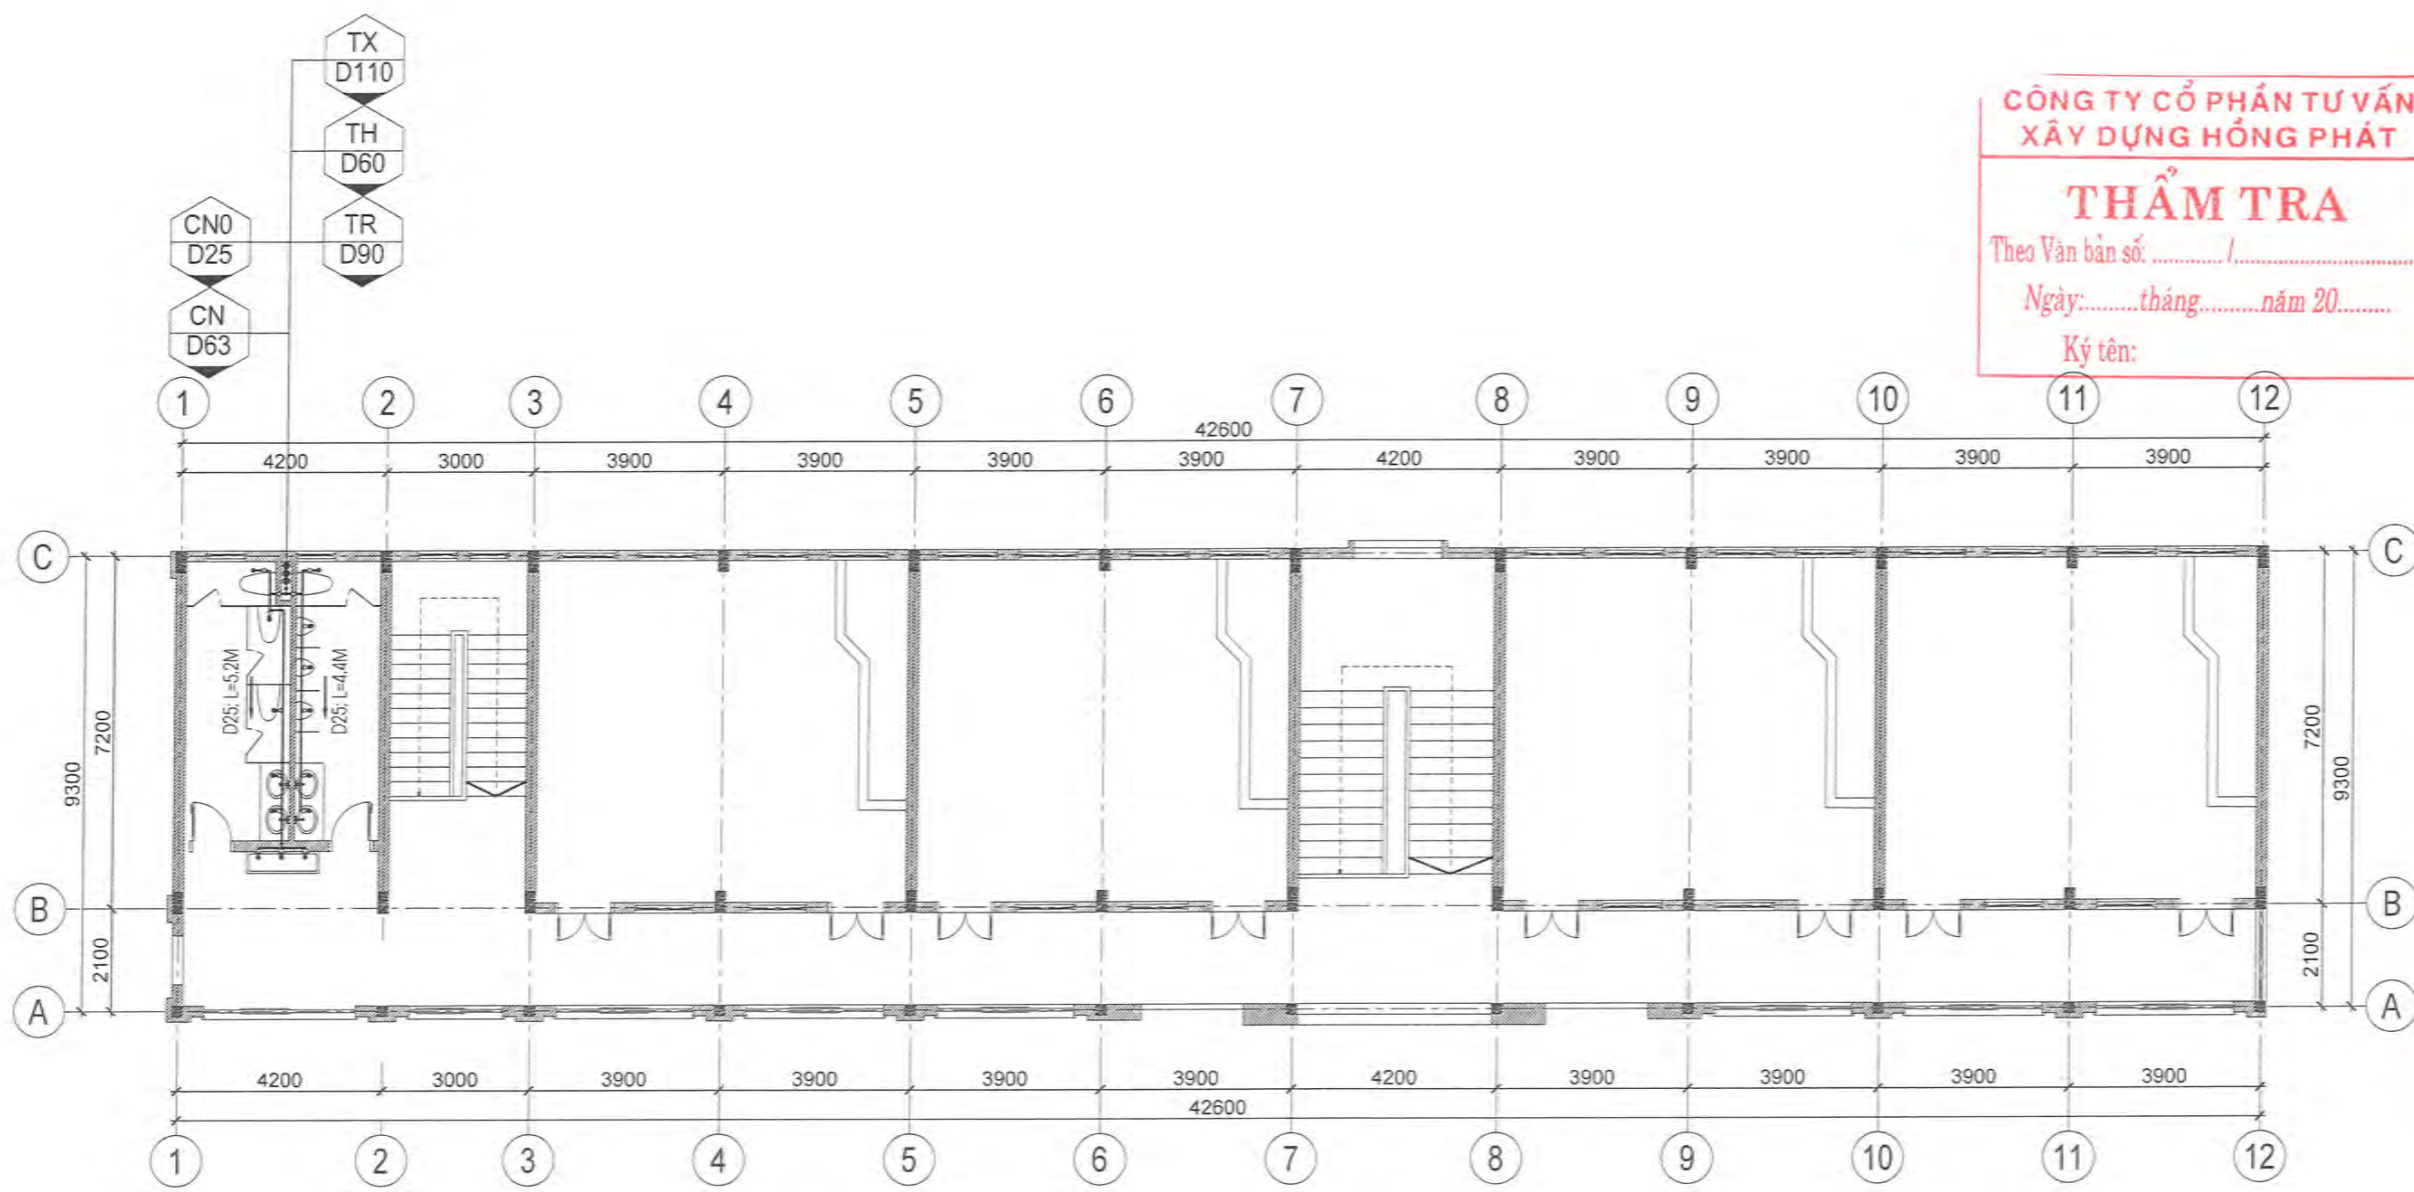 TX
D110
TH
D60
CN0
D25
TR
D90
CN
D63
CÔNG TY CỔ PHẦN TƯ VẤN
XÂY DỰNG HỒNG PHÁT
THẨM TRA
Theo Văn bản số: ............/................................
Ngày:........tháng..........năm 20.........
Ký tên:
1 2 3 4 5 6 7 8 9 10 11 12
42600
4200 3000 3900 3900 3900 3900 4200 3900 3900 3900 3900
C C
D25; L=5,2M
D25; L=4,4M
7200 7200
9300 9300
B B
2100 2100
A A
4200 3000 3900 3900 3900 3900 4200 3900 3900 3900 3900
42600
1 2 3 4 5 6 7 8 9 10 11 12